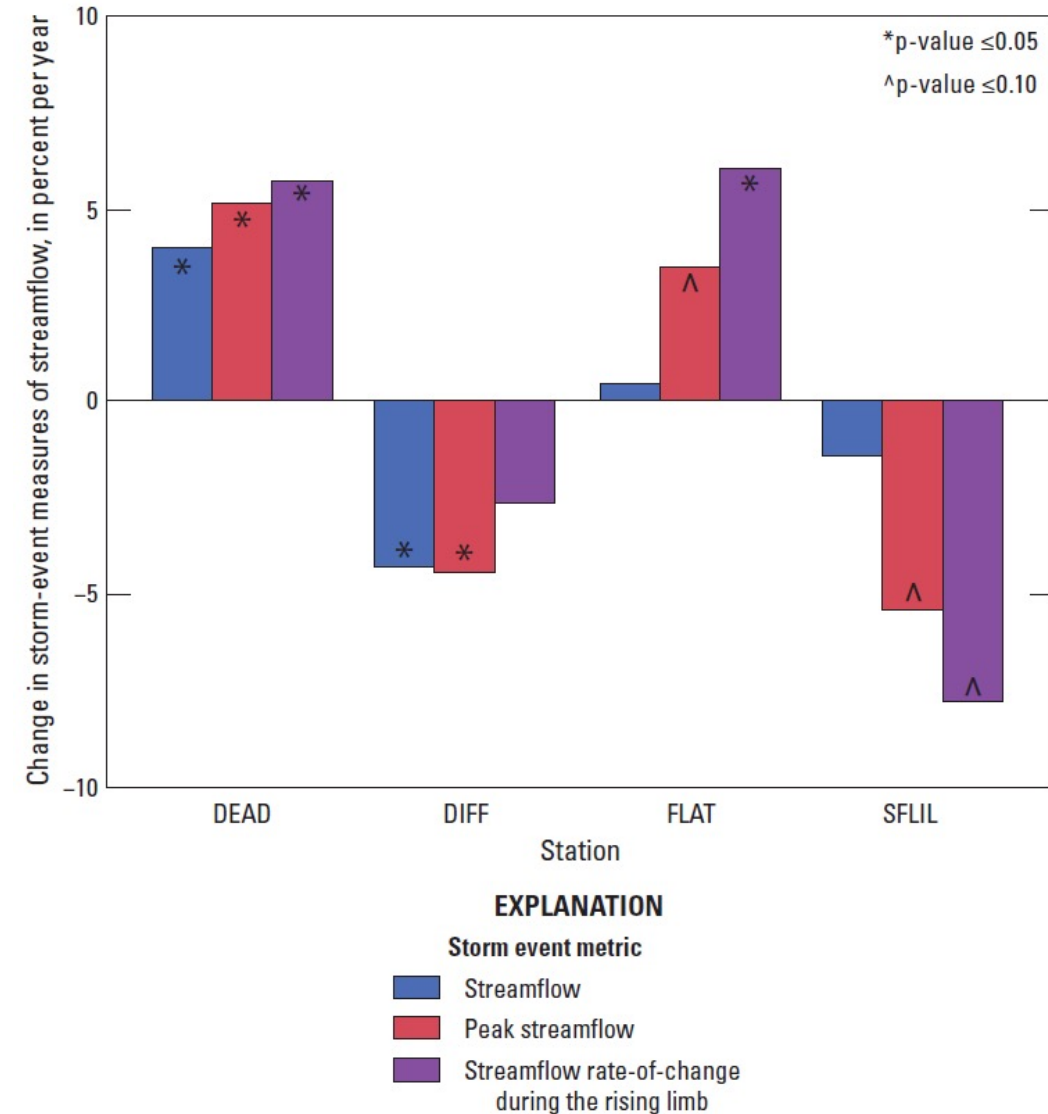 Change in storm-event measures of streamflow, in percent per year
10
5
0
−5
−10
*p-value ≤0.05
^p-value ≤0.10
* * *
* *
^ *
^ ^
DEAD DIFF FLAT SFLIL
Station
EXPLANATION
Storm event metric
Streamflow
Peak streamflow
Streamflow rate-of-change
during the rising limb